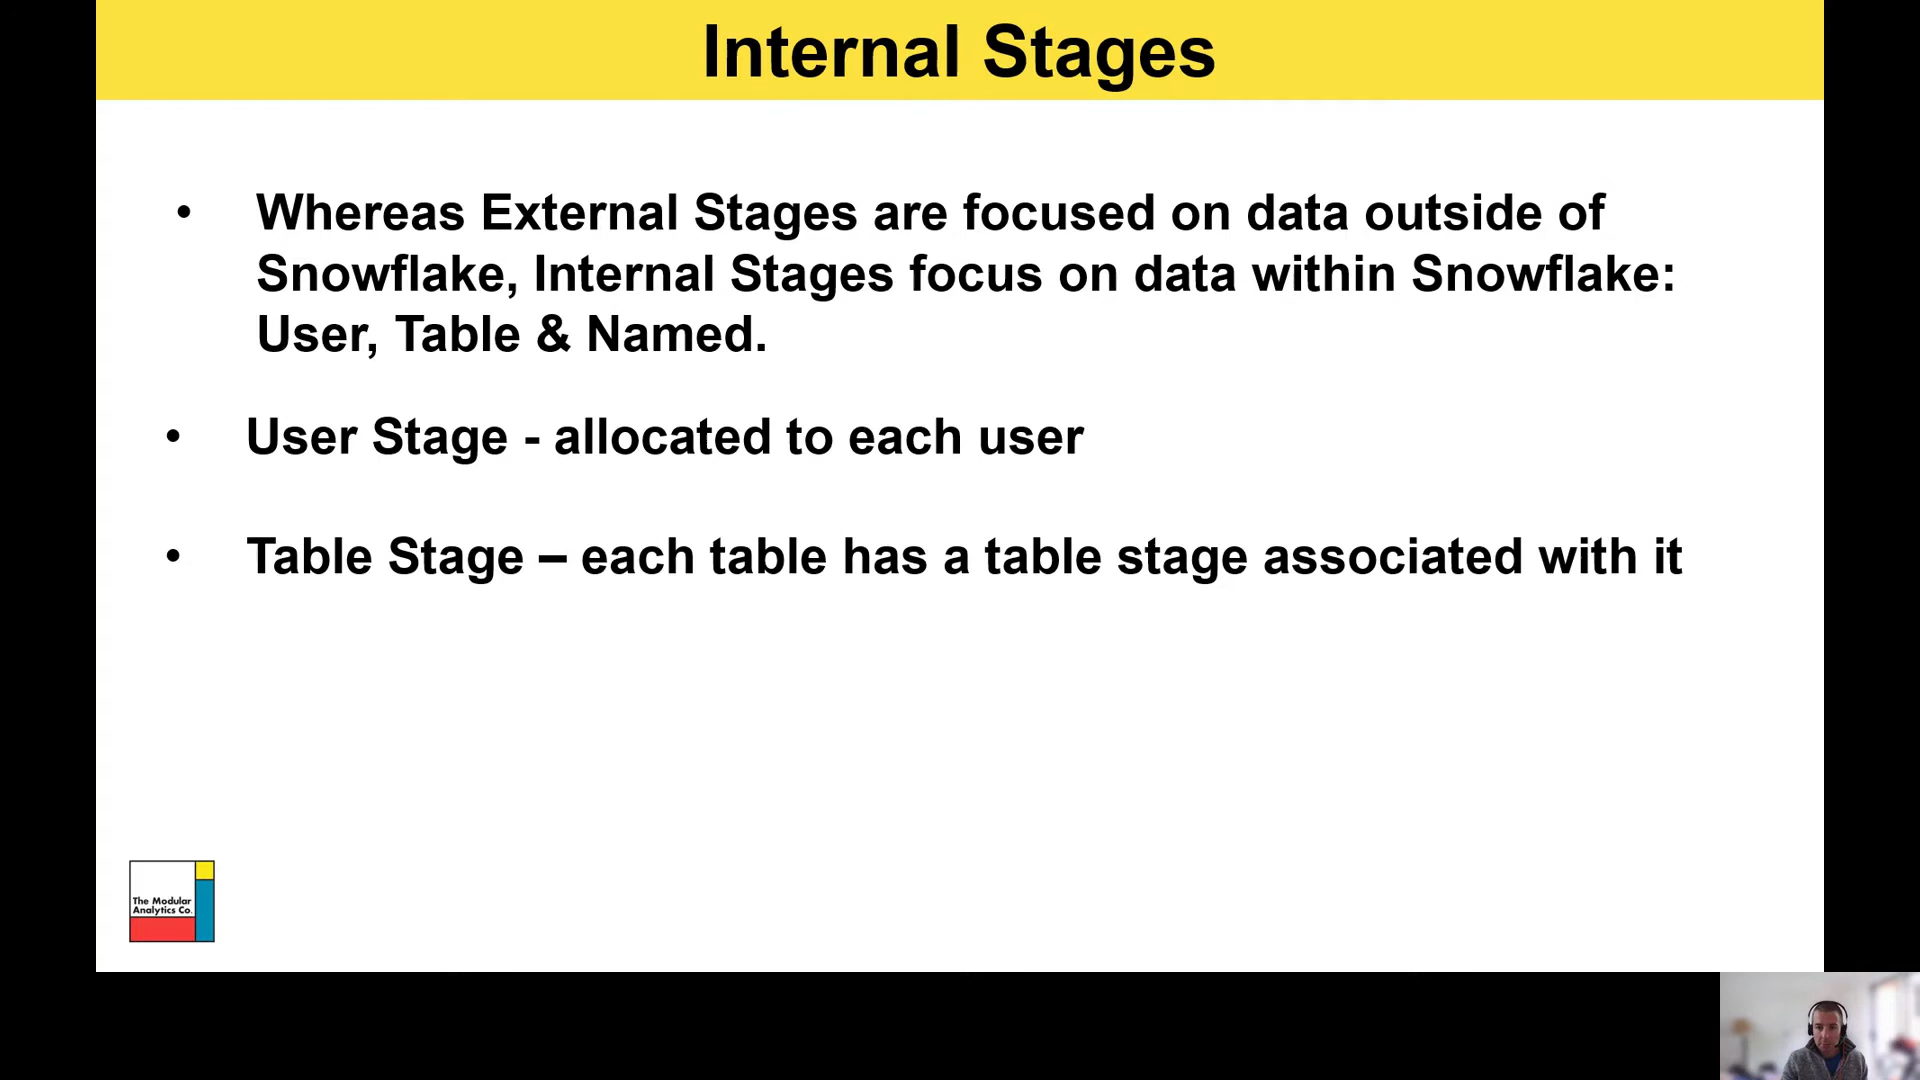 Internal Stages
• Whereas External Stages are focused on data outside of
Snowflake, Internal Stages focus on data within Snowflake:
User, Table & Named.
• User Stage - allocated to each user
• Table Stage – each table has a table stage associated with it
The Modular
Analytics Co.